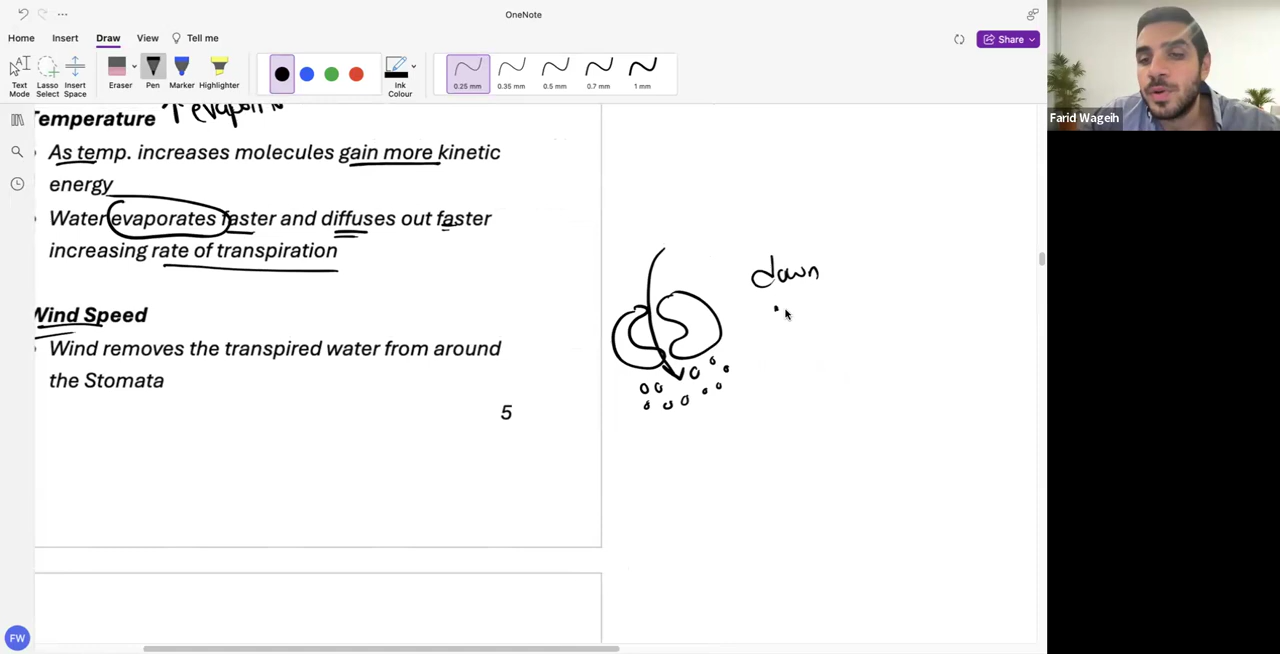 OneNote
Home Insert Draw View Tell me
Share
Text Mode
Lasso Select
Insert Space
Eraser
Pen
Marker
Highlighter
Ink Colour
0.25 mm
0.35 mm
0.5 mm
0.7 mm
1 mm
Farid Wageih
Temperature
As temp. increases molecules gain more kinetic
energy
Water evaporates faster and diffuses out faster
increasing rate of transpiration
down
Wind Speed
Wind removes the transpired water from around
the Stomata
5
FW